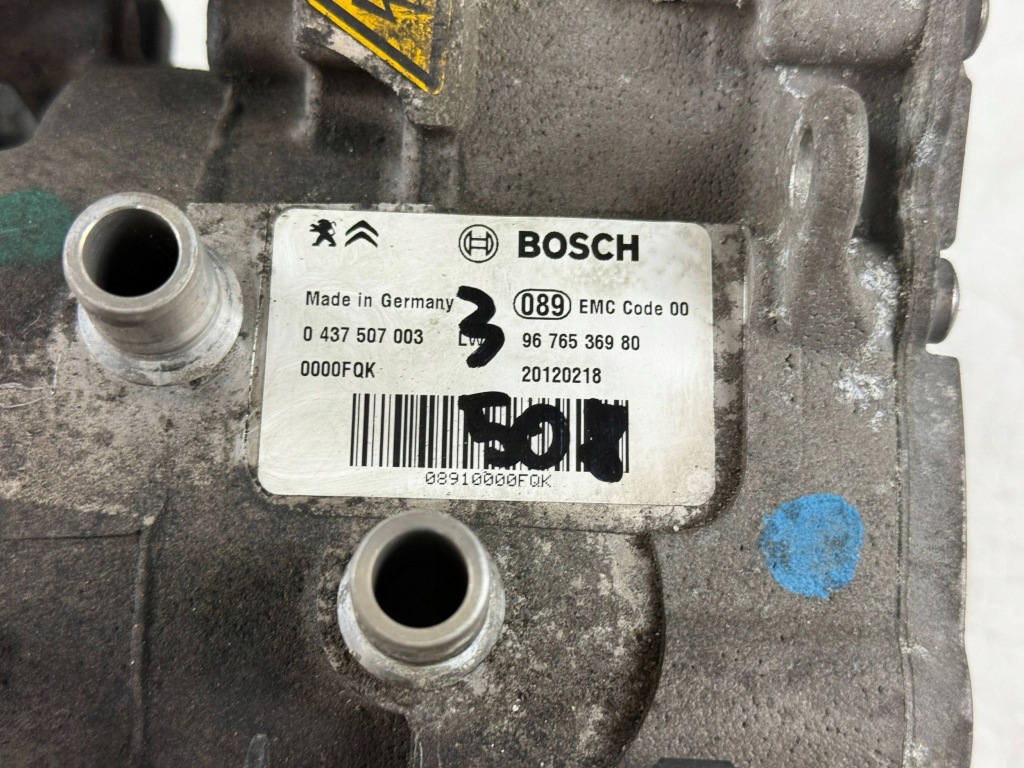 BOSCH
Made in Germany 3 089 EMC Code 00
0 437 507 003 96 765 369 80
0000FQK 20120218
08910000FQK